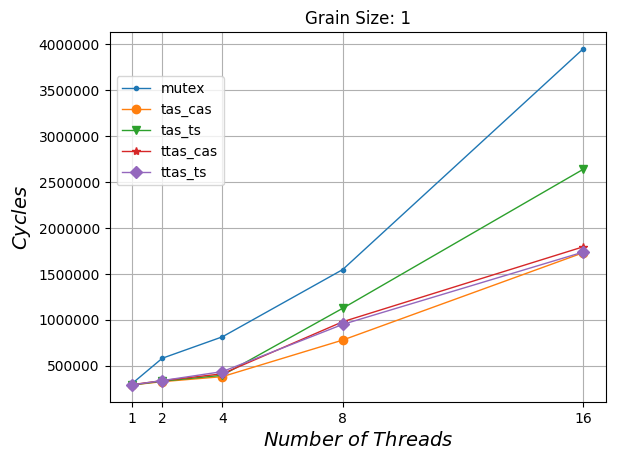 Grain Size: 1
4000000
3500000
3000000
2500000
2000000
1500000
1000000
500000
Cycles
mutex
tas_cas
tas_ts
ttas_cas
ttas_ts
1 2 4 8 16
Number of Threads